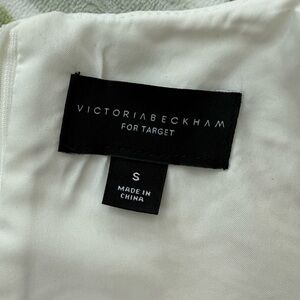 VICTORIABECKHAM
FOR TARGET
S
MADE IN
CHINA